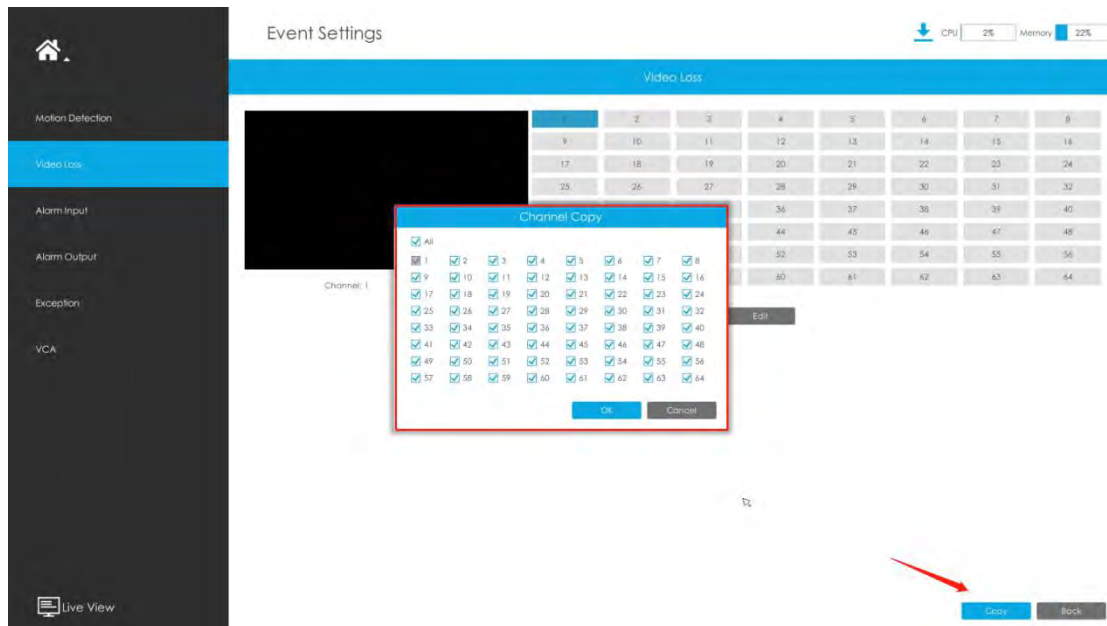 Event Settings
CPU 2% Memory 22%
Video Loss
Motion Detection
Video Loss
Alarm Input
Alarm Output
Exception
VCA
Live View
1 2 3 4 5 6 7 8
9 10 11 12 13 14 15 16
17 18 19 20 21 22 23 24
25 26 27 28 29 30 31 32
36 37 38 39 40
44 45 46 47 48
52 53 54 55 56
60 61 62 63 64
Channel: 1
Edit
Channel Copy
All
1 2 3 4 5 6 7 8
9 10 11 12 13 14 15 16
17 18 19 20 21 22 23 24
25 26 27 28 29 30 31 32
33 34 35 36 37 38 39 40
41 42 43 44 45 46 47 48
49 50 51 52 53 54 55 56
57 58 59 60 61 62 63 64
OK Cancel
Copy Back